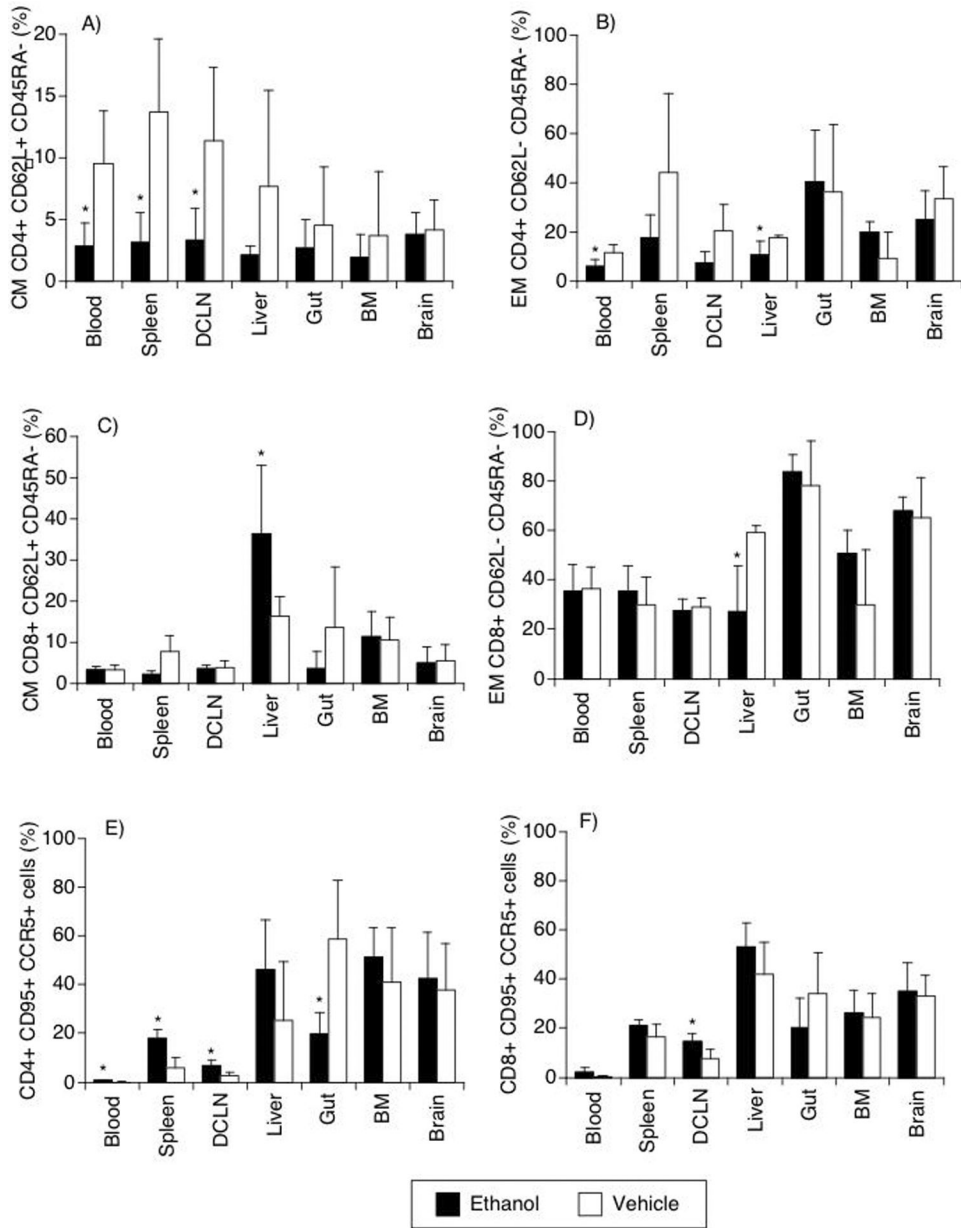 A)
CM CD4+ CD62L+ CD45RA- (%)
20
15
10
5
0
*
*
*
Blood
Spleen
DCLN
Liver
Gut
BM
Brain
B)
EM CD4+ CD62L- CD45RA- (%)
100
80
60
40
20
0
*
*
Blood
Spleen
DCLN
Liver
Gut
BM
Brain
C)
CM CD8+ CD62L+ CD45RA- (%)
60
50
40
30
20
10
0
*
Blood
Spleen
DCLN
Liver
Gut
BM
Brain
D)
EM CD8+ CD62L- CD45RA- (%)
100
80
60
40
20
0
*
Blood
Spleen
DCLN
Liver
Gut
BM
Brain
E)
CD4+ CD95+ CCR5+ cells (%)
100
80
60
40
20
0
*
*
*
*
Blood
Spleen
DCLN
Liver
Gut
BM
Brain
F)
CD8+ CD95+ CCR5+ cells (%)
100
80
60
40
20
0
*
Blood
Spleen
DCLN
Liver
Gut
BM
Brain
Ethanol
Vehicle